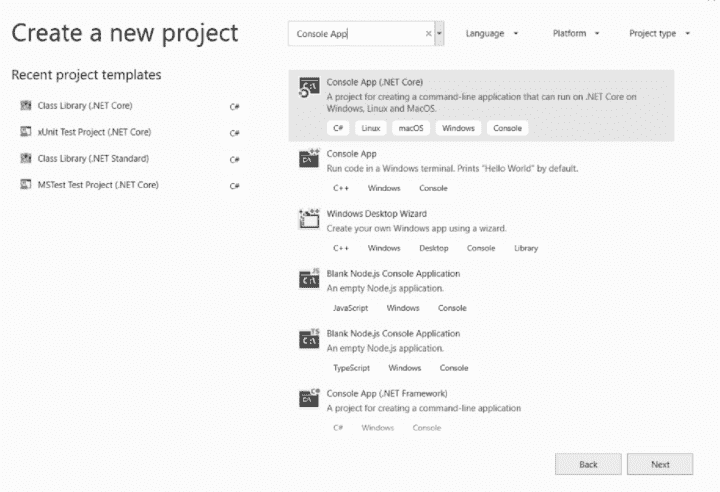 Create a new project
Console App
Language
Platform
Project type
Recent project templates
Class Library (.NET Core) C#
xUnit Test Project (.NET Core) C#
Class Library (.NET Standard) C#
MSTest Test Project (.NET Core) C#
Console App (.NET Core)
A project for creating a command-line application that can run on .NET Core on
Windows, Linux and MacOS.
C# Linux macOS Windows Console
Console App
Run code in a Windows terminal. Prints "Hello World" by default.
C++ Windows Console
Windows Desktop Wizard
Create your own Windows app using a wizard.
C++ Windows Desktop Console Library
Blank Node.js Console Application
An empty Node.js application.
JavaScript Windows Console
Blank Node.js Console Application
An empty Node.js application.
TypeScript Windows Console
Console App (.NET Framework)
A project for creating a command-line application
C# Windows Console
Back
Next